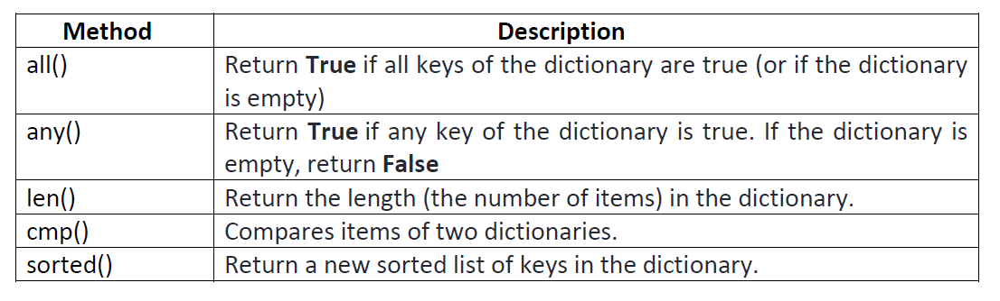 Method Description
all() Return True if all keys of the dictionary are true (or if the dictionary
is empty)
any() Return True if any key of the dictionary is true. If the dictionary is
empty, return False
len() Return the length (the number of items) in the dictionary.
cmp() Compares items of two dictionaries.
sorted() Return a new sorted list of keys in the dictionary.